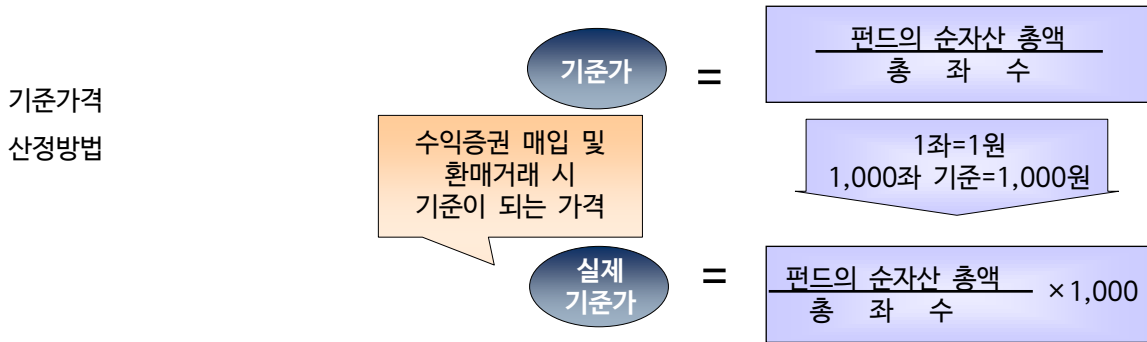 기준가격
산정방법
기준가
=
펀드의 순자산 총액
총 좌 수
수익증권 매입 및
환매거래 시
기준이 되는 가격
1좌=1원
1,000좌 기준=1,000원
실제
기준가
=
펀드의 순자산 총액
총 좌 수
×1,000